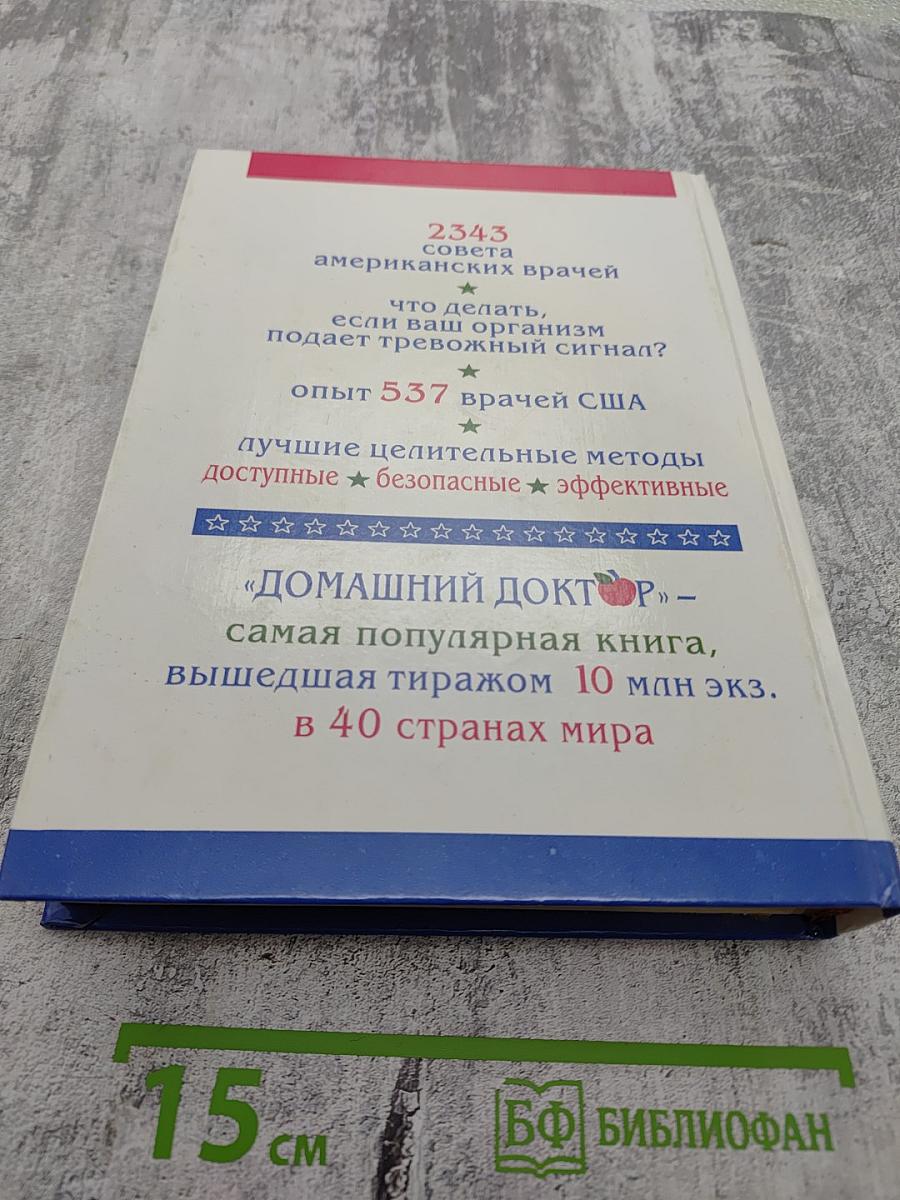 2343
совета
американских врачей
что делать,
если ваш организм
подает тревожный сигнал?
опыт 537 врачей США
лучшие целительные методы
доступные ★ безопасные ★ эффективные
«ДОМАШНИЙ ДОКТОР» –
самая популярная книга,
вышедшая тиражом 10 млн экз.
в 40 странах мира
15 см
БФ БИБЛИОФАН